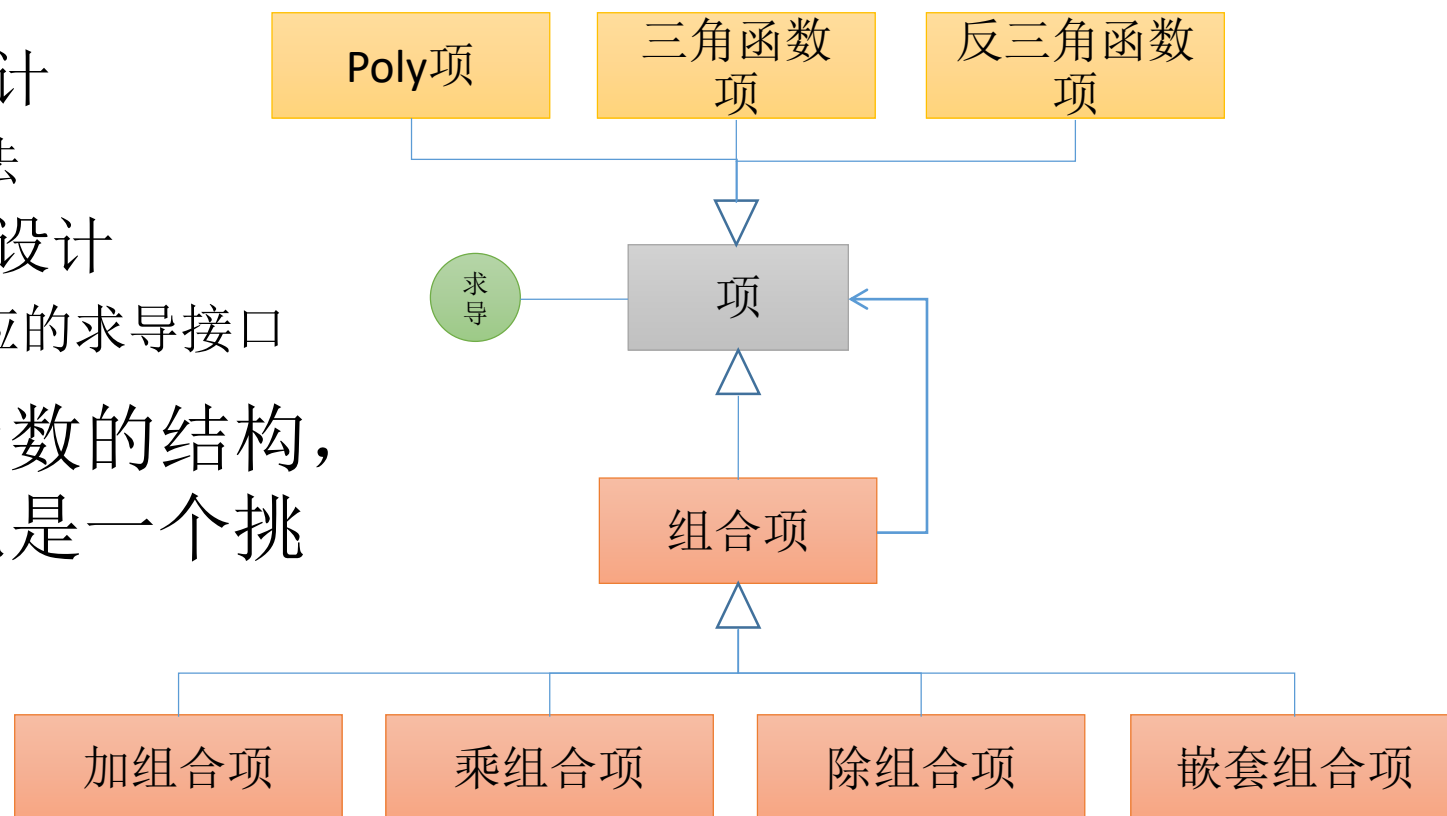 计
法
设计
应的求导接口
数的结构，
是一个挑
Poly项
三角函数
项
反三角函数
项
求
导
项
组合项
加组合项
乘组合项
除组合项
嵌套组合项